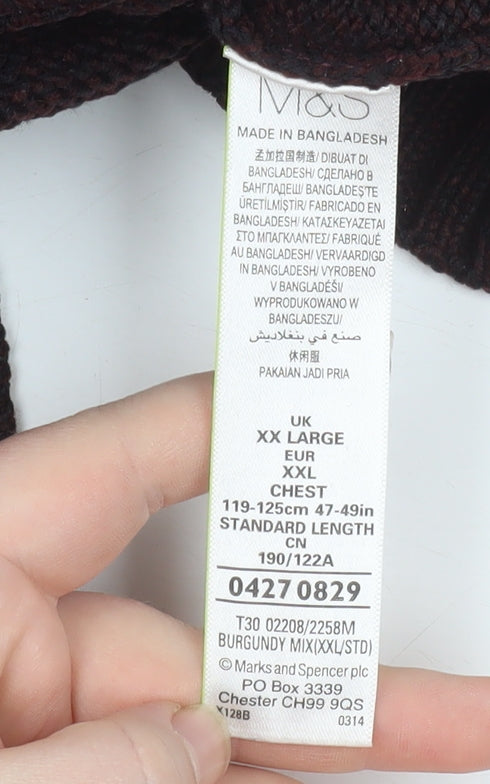 M&S
MADE IN BANGLADESH
孟加拉国制造/ DIBUAT DI
BANGLADESH/ СДЕЛАНО В
БАНГЛАДЕШ/ BANGLADEŞ'TE
ÜRETİLMİŞTİR/ FABRICADO EN
BANGLADESH/ ΚΑΤΑΣΚΕΥΑΖΕΤΑΙ
ΣΤΟ ΜΠΑΓΚΛΑΝΤΕΣ/ FABRIQUÉ
AU BANGLADESH/ VERVAARDIGD
IN BANGLADESH/ VYROBENO
V BANGLADÉŠI/
WYPRODUKOWANO W
BANGLADESZU/
صنع في بنغلاديش
休闲服
PAKAIAN JADI PRIA
UK
XX LARGE
EUR
XXL
CHEST
119-125cm 47-49in
STANDARD LENGTH
CN
190/122A
0427 0829
T30 02208/2258M
BURGUNDY MIX(XXL/STD)
© Marks and Spencer plc
PO Box 3339
Chester CH99 9QS
X128B 0314